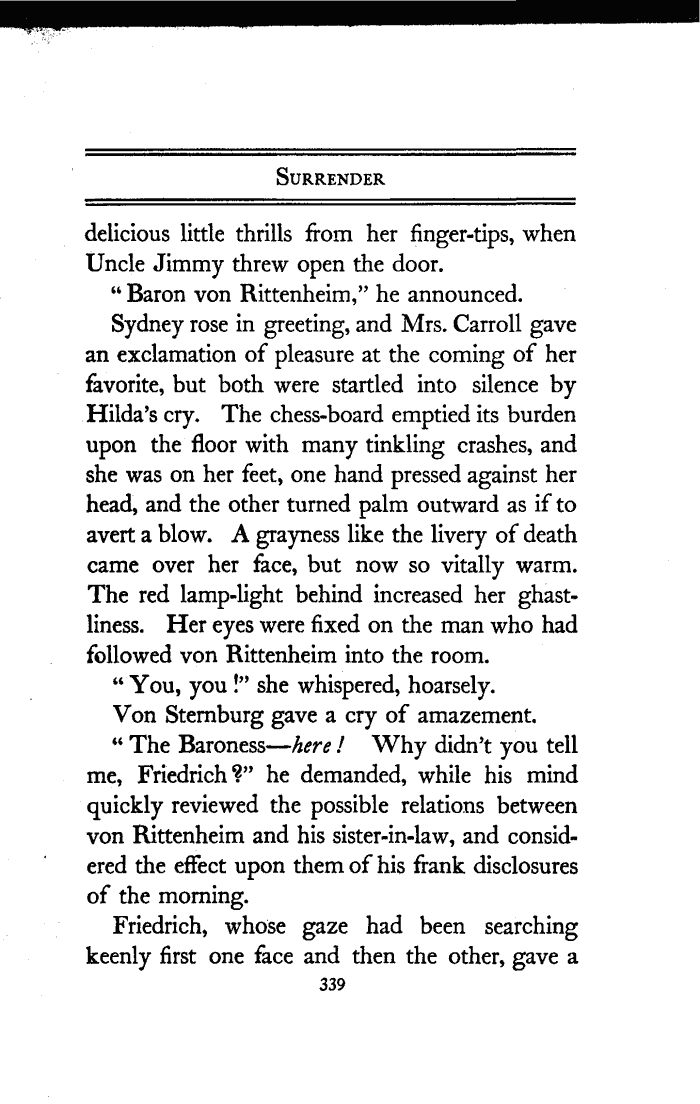 SURRENDER
delicious little thrills from her finger-tips, when
Uncle Jimmy threw open the door.
“ Baron von Rittenheim,” he announced.
Sydney rose in greeting, and Mrs. Carroll gave
an exclamation of pleasure at the coming of her
favorite, but both were startled into silence by
Hilda’s cry. The chess-board emptied its burden
upon the floor with many tinkling crashes, and
she was on her feet, one hand pressed against her
head, and the other turned palm outward as if to
avert a blow. A grayness like the livery of death
came over her face, but now so vitally warm.
The red lamp-light behind increased her ghast-
liness. Her eyes were fixed on the man who had
followed von Rittenheim into the room.
“ You, you !” she whispered, hoarsely.
Von Sternburg gave a cry of amazement.
“ The Baroness—here ! Why didn’t you tell
me, Friedrich ?” he demanded, while his mind
quickly reviewed the possible relations between
von Rittenheim and his sister-in-law, and consid-
ered the effect upon them of his frank disclosures
of the morning.
Friedrich, whose gaze had been searching
keenly first one face and then the other, gave a
339